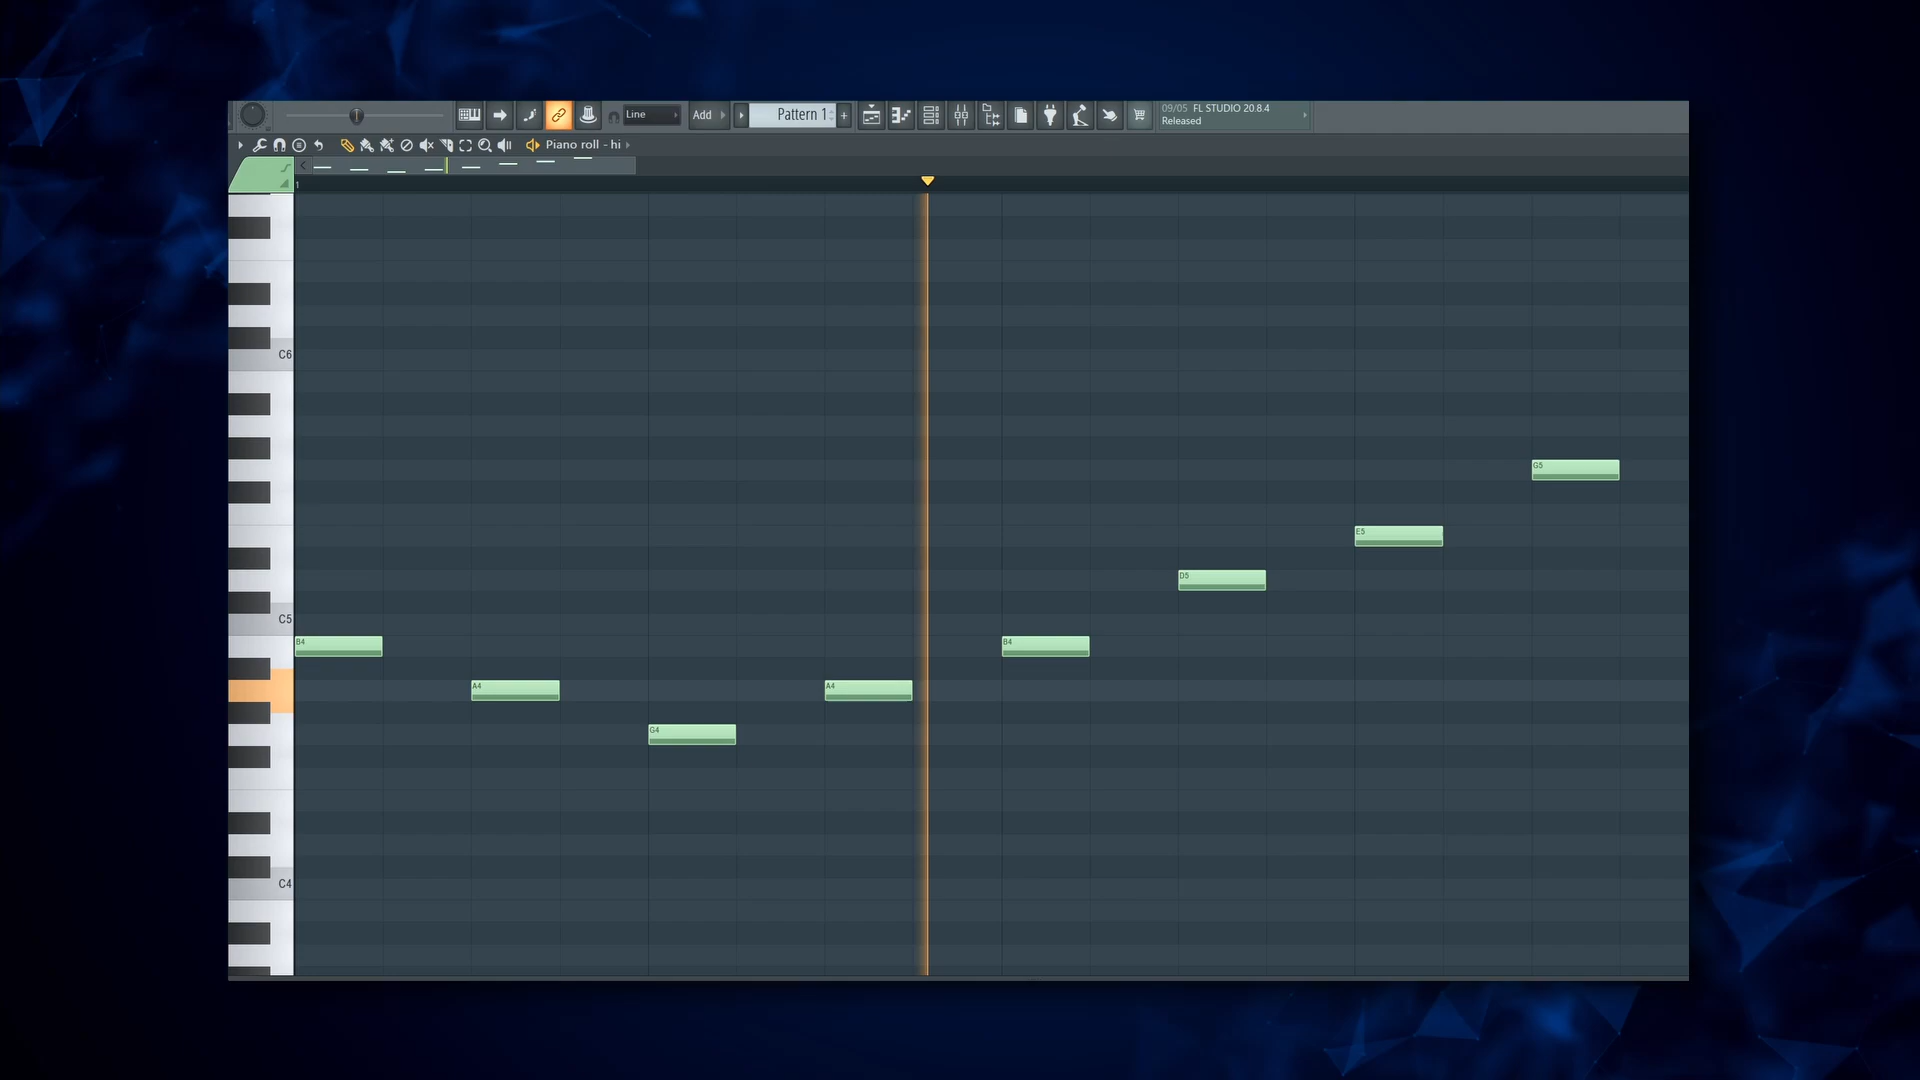 Line
Add
Pattern 1
+
09/05 FL STUDIO 20.8.4
Released
Piano roll - hi
1
C6
G5
E5
D5
C5
B4
B4
A4
A4
G4
C4